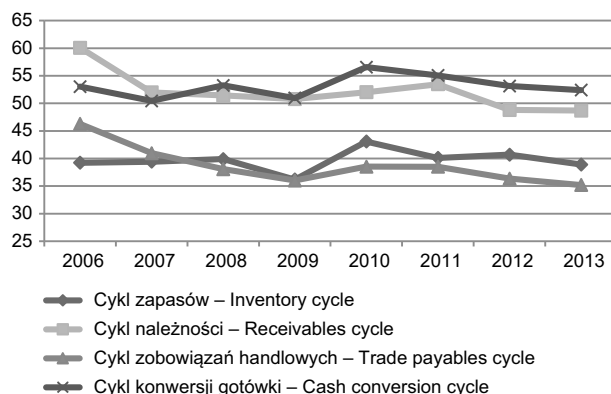 65
60
55
50
45
40
35
30
25
2006 2007 2008 2009 2010 2011 2012 2013
Cykl zapasów – Inventory cycle
Cykl należności – Receivables cycle
Cykl zobowiązań handlowych – Trade payables cycle
Cykl konwersji gotówki – Cash conversion cycle